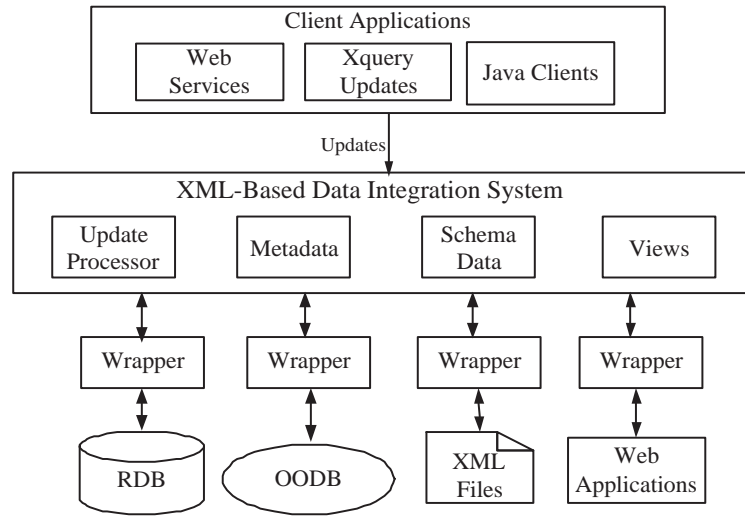 Client Applications
Web
Services
Xquery
Updates
Java Clients
Updates
XML-Based Data Integration System
Update
Processor
Metadata
Schema
Data
Views
Wrapper
Wrapper
Wrapper
Wrapper
RDB
OODB
XML
Files
Web
Applications